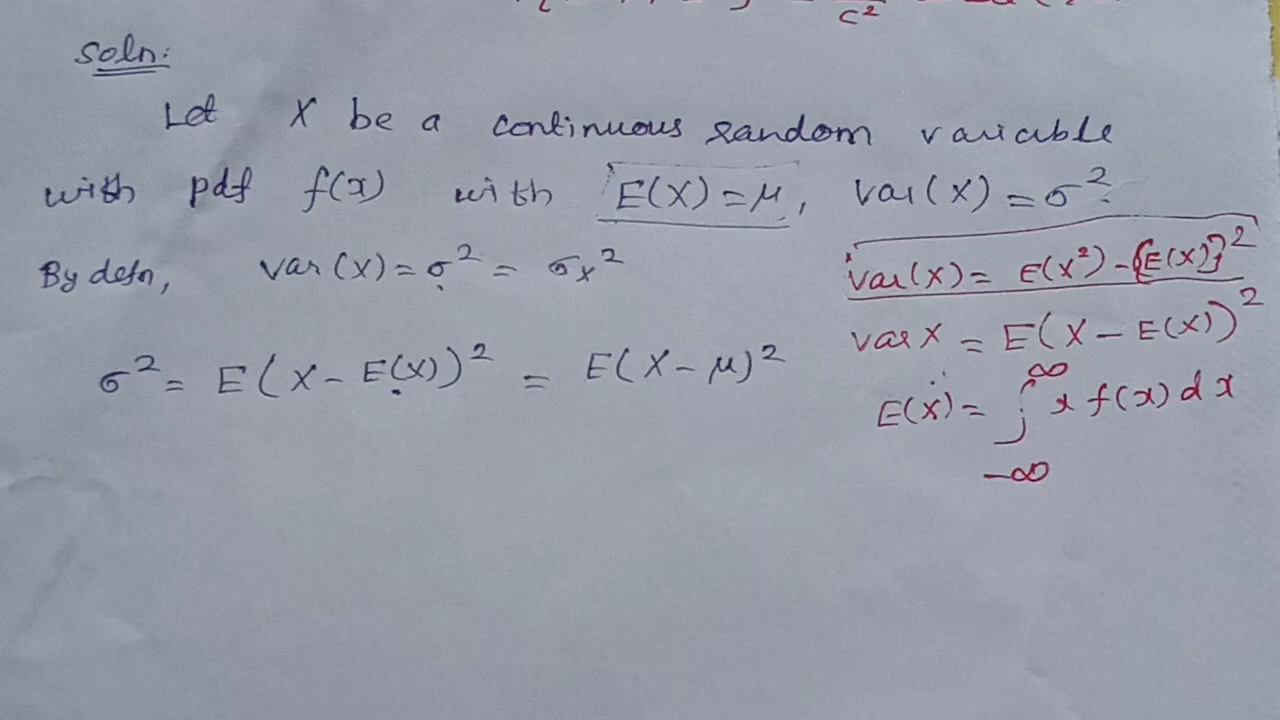 c²
Soln:
Let X be a continuous random variable
with pdf f(x) with E(X) = μ, var(X) = σ².
By defn, var(X) = σ² = σx²
var(X) = E(X²) - {E(X)}²
var X = E(X - E(X))²
σ² = E(X - E(X))² = E(X - μ)²
E(X) = ∫_{-∞}^{∞} x f(x) dx